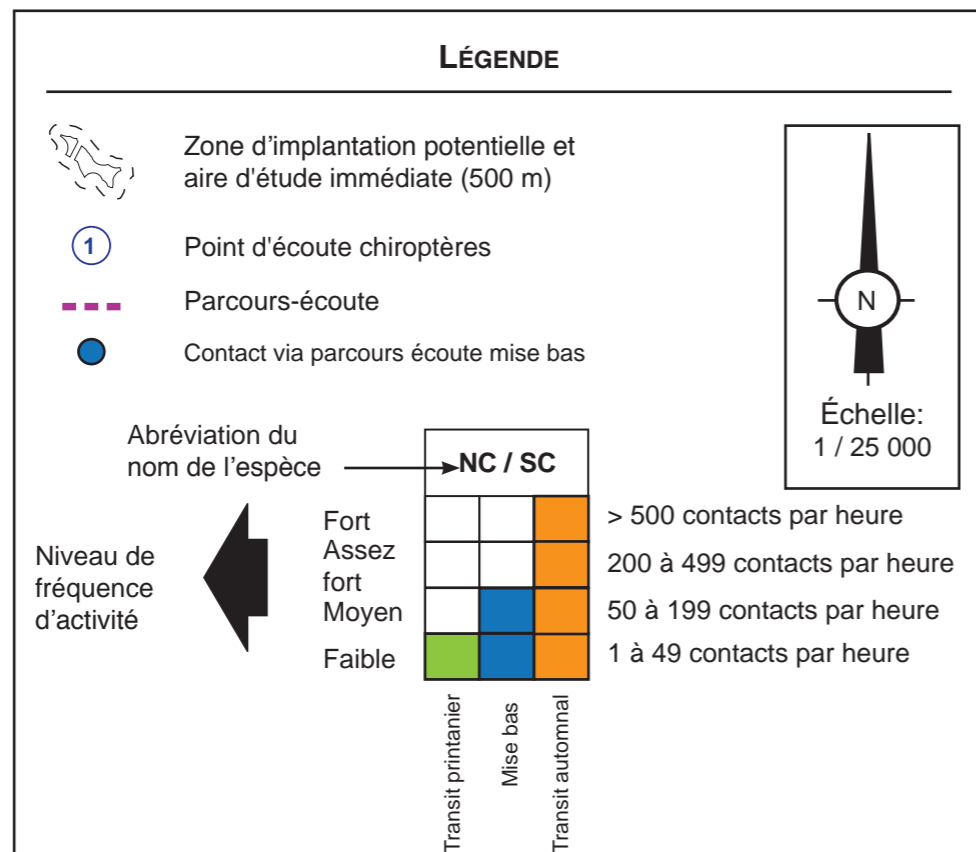 LÉGENDE
Zone d'implantation potentielle et
aire d'étude immédiate (500 m)
1
Point d'écoute chiroptères
Parcours-écoute
Contact via parcours écoute mise bas
N
Échelle:
1 / 25 000
Abréviation du
nom de l'espèce
NC / SC
Niveau de
fréquence
d'activité
Fort
Assez
fort
Moyen
Faible
> 500 contacts par heure
200 à 499 contacts par heure
50 à 199 contacts par heure
1 à 49 contacts par heure
Transit printanier
Mise bas
Transit automnal